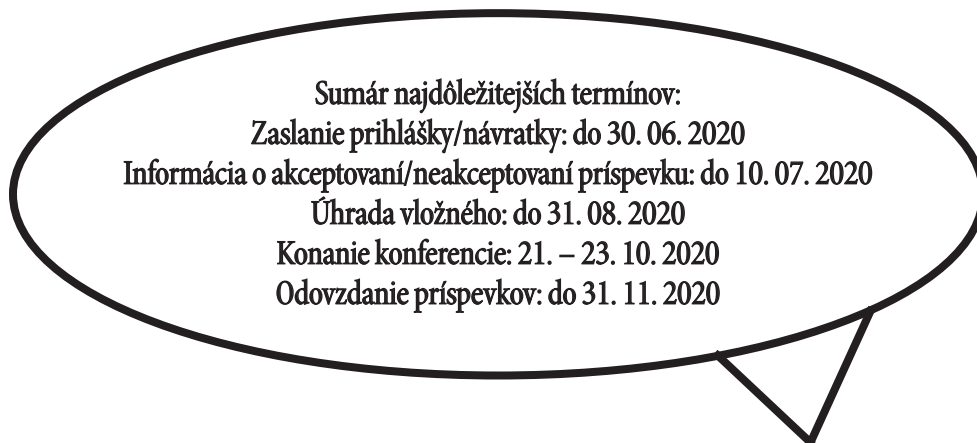 Sumár najdôležitejších termínov:
Zaslanie prihlášky/návratky: do 30. 06. 2020
Informácia o akceptovaní/neakceptovaní príspevku: do 10. 07. 2020
Úhrada vložného: do 31. 08. 2020
Konanie konferencie: 21. – 23. 10. 2020
Odovzdanie príspevkov: do 31. 11. 2020